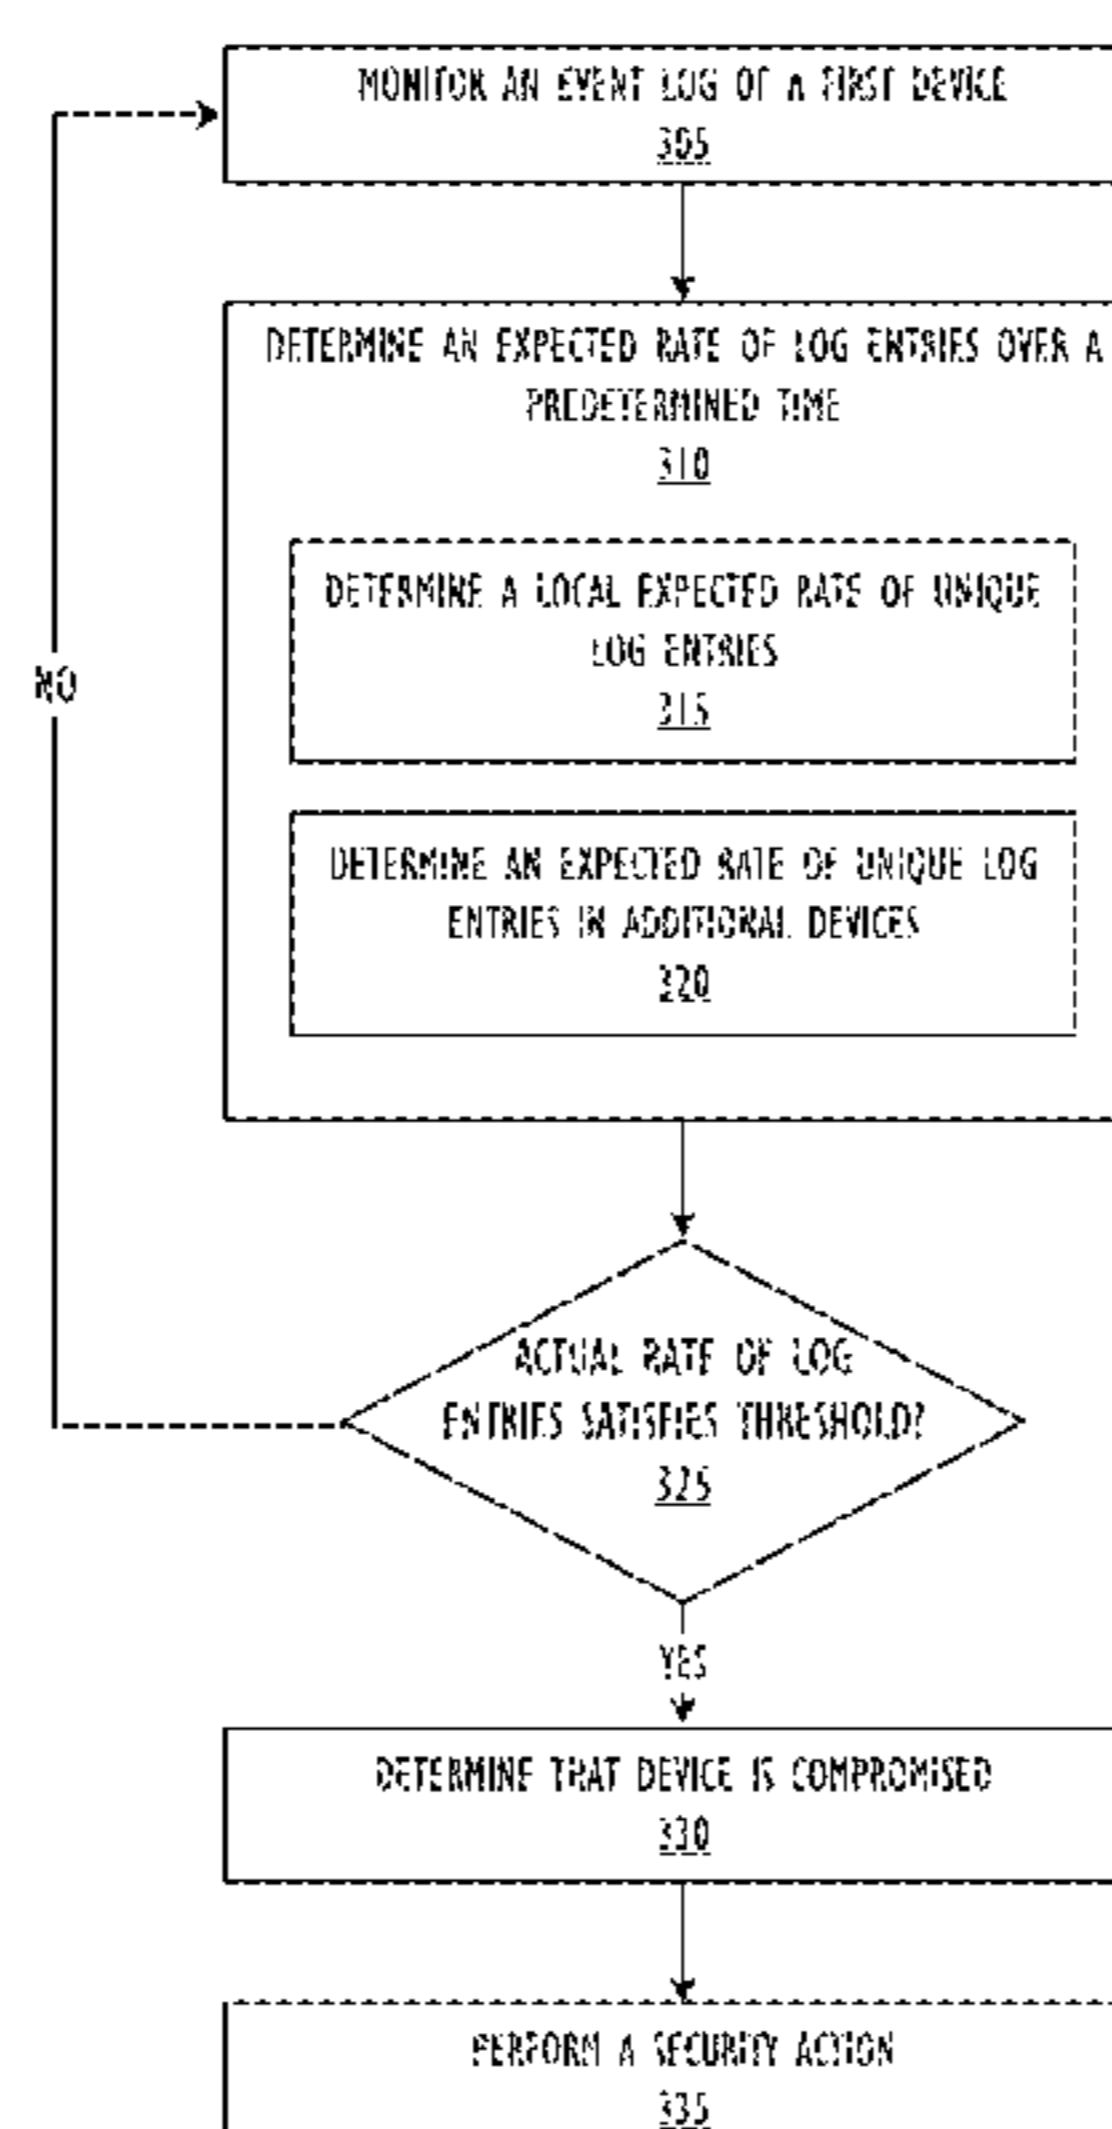 MONITOR AN EVENT LOG OF A FIRST DEVICE
305
DETERMINE AN EXPECTED RATE OF LOG ENTRIES OVER A
PREDETERMINED TIME
310
DETERMINE A LOCAL EXPECTED RATE OF UNIQUE
LOG ENTRIES
315
DETERMINE AN EXPECTED RATE OF UNIQUE LOG
ENTRIES IN ADDITIONAL DEVICES
320
NO
ACTUAL RATE OF LOG
ENTRIES SATISFIES THRESHOLD?
325
YES
DETERMINE THAT DEVICE IS COMPROMISED
330
PERFORM A SECURITY ACTION
335